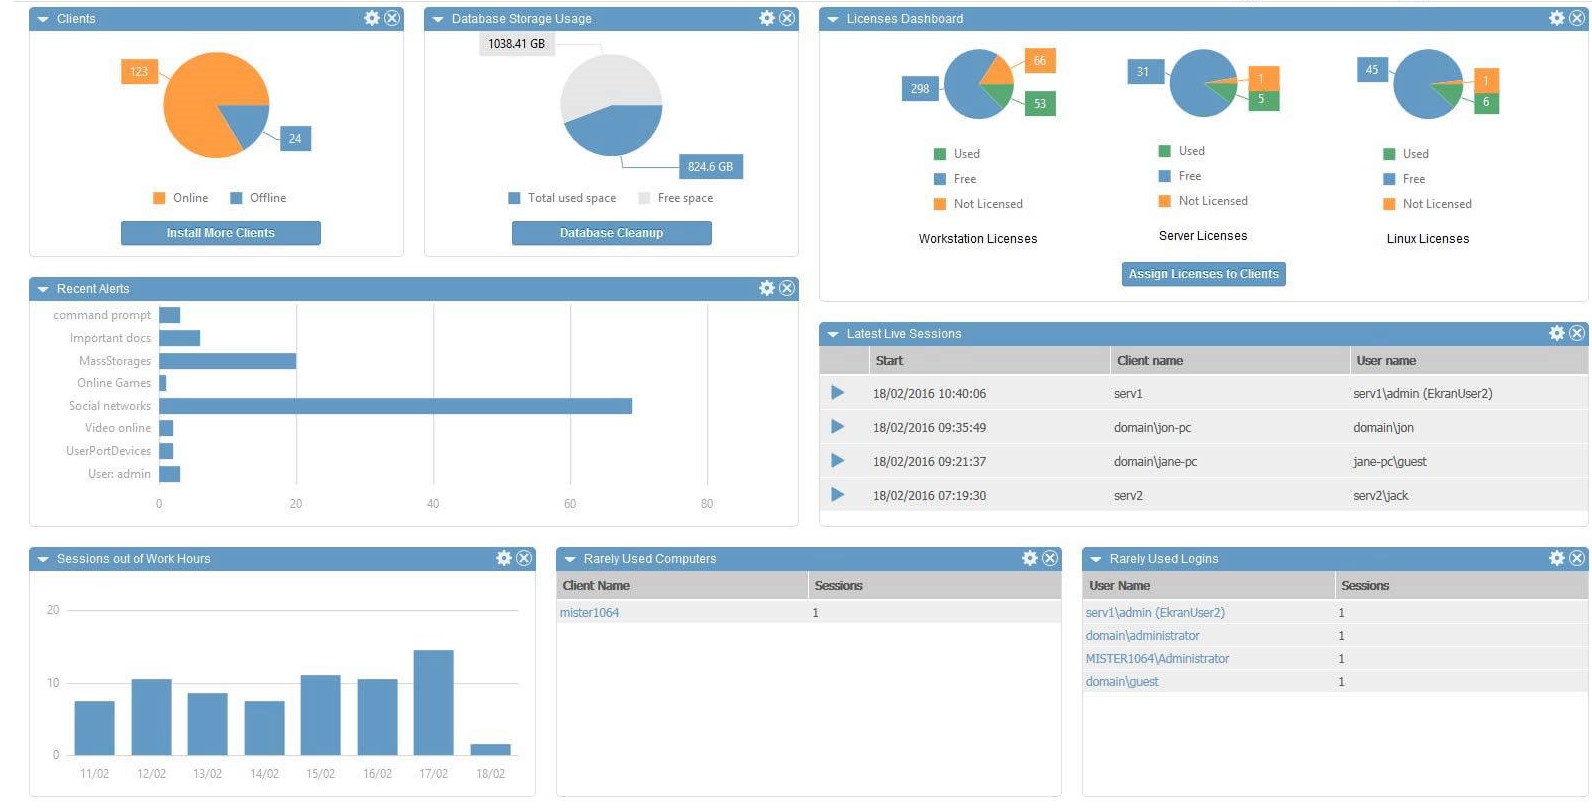 Clients
123
24
Online Offline
Install More Clients
Database Storage Usage
1038.41 GB
824.6 GB
Total used space Free space
Database Cleanup
Licenses Dashboard
298
66
53
Used
Free
Not Licensed
Workstation Licenses
31
1
5
Used
Free
Not Licensed
Server Licenses
45
1
6
Used
Free
Not Licensed
Linux Licenses
Assign Licenses to Clients
Recent Alerts
command prompt
Important docs
MassStorages
Online Games
Social networks
Video online
UserPortDevices
User: admin
0 20 40 60 80
Latest Live Sessions
Start Client name User name
18/02/2016 10:40:06 serv1 serv1\admin (EkranUser2)
18/02/2016 09:35:49 domain\jon-pc domain\jon
18/02/2016 09:21:37 domain\jane-pc jane-pc\guest
18/02/2016 07:19:30 serv2 serv2\jack
Sessions out of Work Hours
20
10
0
11/02 12/02 13/02 14/02 15/02 16/02 17/02 18/02
Rarely Used Computers
Client Name Sessions
mister1064 1
Rarely Used Logins
User Name Sessions
serv1\admin (EkranUser2) 1
domain\administrator 1
MISTER1064\Administrator 1
domain\guest 1